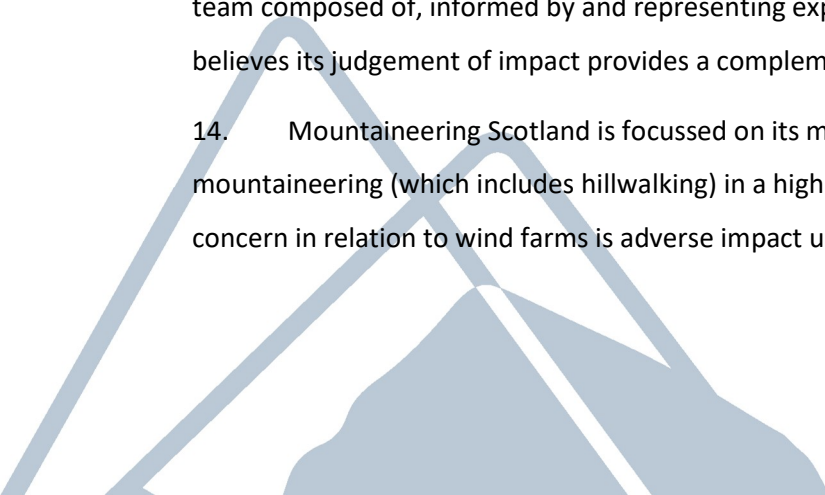 team composed of, informed by and representing
believes its judgement of impact provides a
14. Mountaineering Scotland is focussed on its
mountaineering (which includes hillwalking) in a high
concern in relation to wind farms is adverse impact